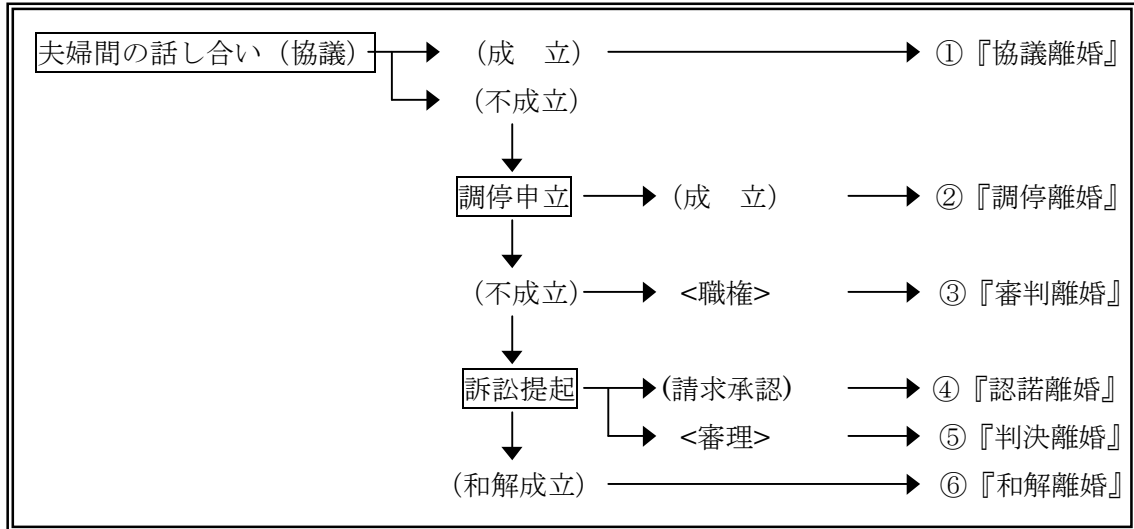 夫婦間の話し合い(協議) (成 立) ①『協議離婚』
(不成立)
調停申立 (成 立) ②『調停離婚』
(不成立) <職権> ③『審判離婚』
訴訟提起 (請求承認) ④『認諾離婚』
<審理> ⑤『判決離婚』
(和解成立) ⑥『和解離婚』